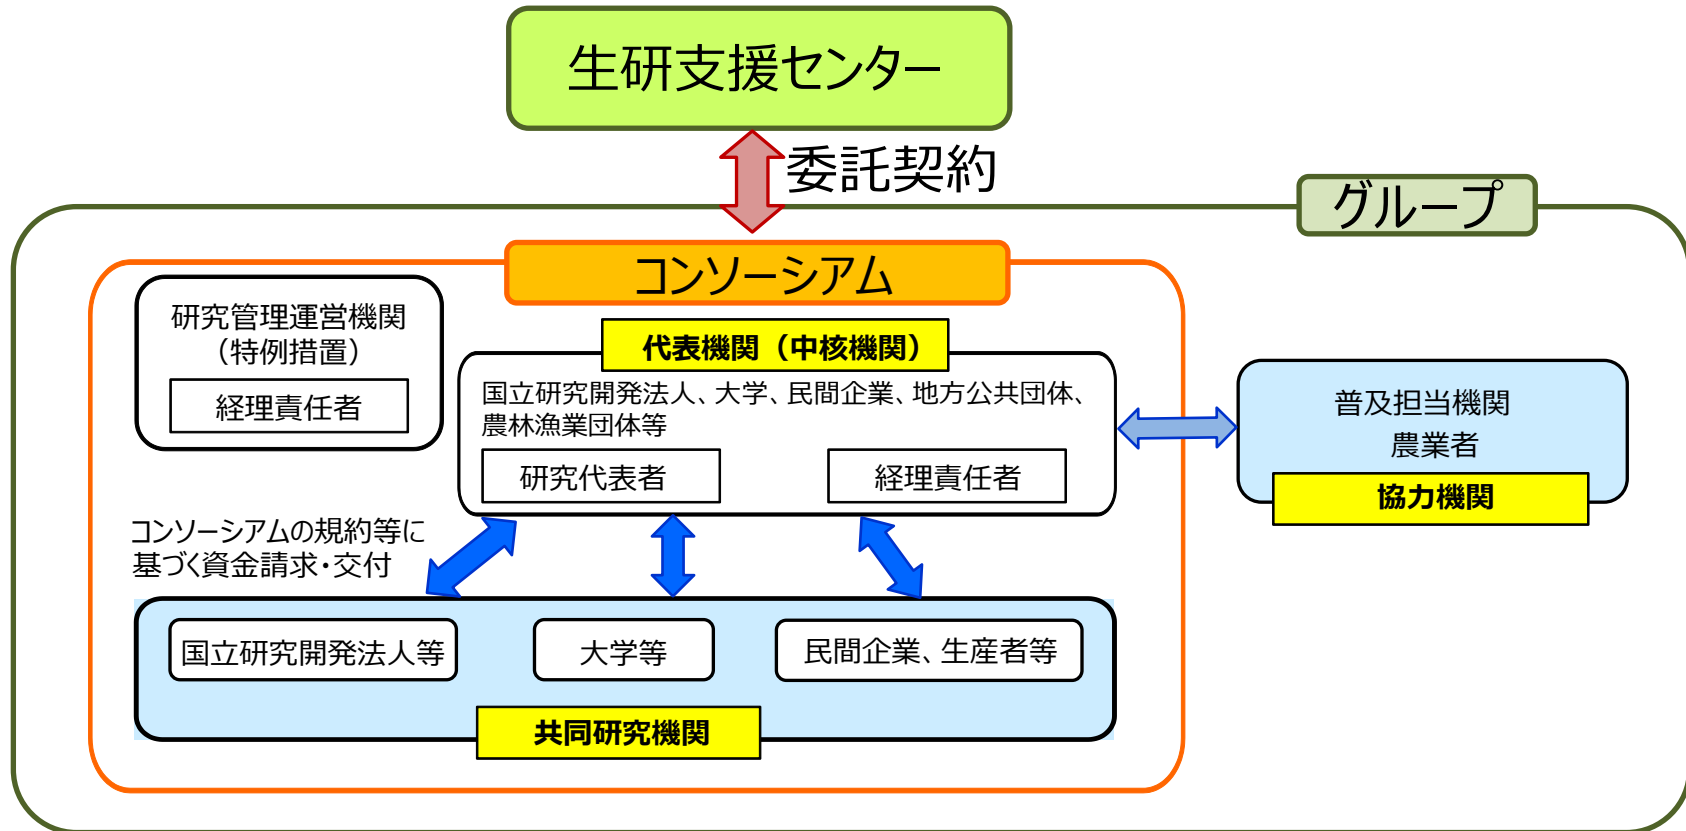 生研支援センター
委託契約
グループ
コンソーシアム
研究管理運営機関
（特例措置）
経理責任者
代表機関（中核機関）
国立研究開発法人、大学、民間企業、地方公共団体、
農林漁業団体等
研究代表者
経理責任者
普及担当機関
農業者
協力機関
コンソーシアムの規約等に
基づく資金請求・交付
国立研究開発法人等
大学等
民間企業、生産者等
共同研究機関